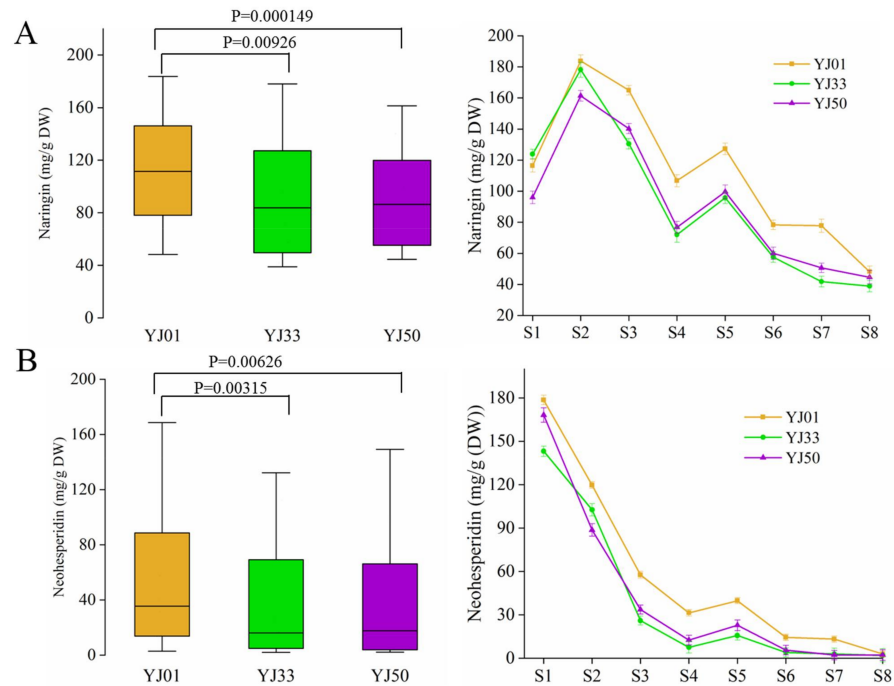 A
P=0.000149
P=0.00926
Naringin (mg/g DW)
200
160
120
80
40
0
YJ01 YJ33 YJ50
Naringin (mg/g DW)
200
180
160
140
120
100
80
60
40
20
YJ01
YJ33
YJ50
S1 S2 S3 S4 S5 S6 S7 S8
B
P=0.00626
P=0.00315
Neohesperidin (mg/g DW)
200
160
120
80
40
0
YJ01 YJ33 YJ50
Neohesperidin (mg/g (DW))
180
150
120
90
60
30
0
YJ01
YJ33
YJ50
S1 S2 S3 S4 S5 S6 S7 S8